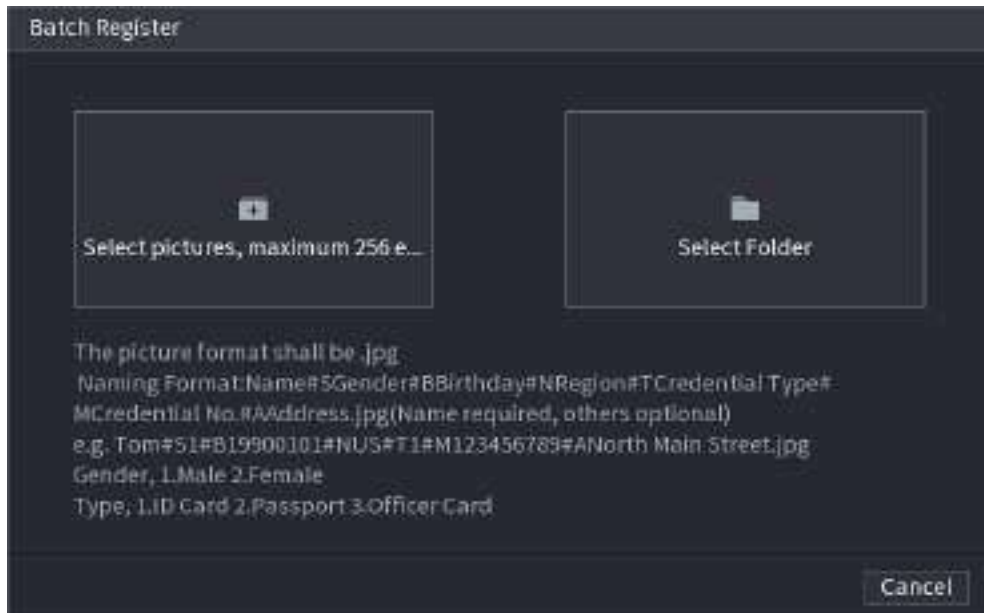 Batch Register
Select pictures, maximum 256 e...
Select Folder
The picture format shall be .jpg
Naming Format:Name#SGender#BBirthday#NRegion#TCredential Type#
MCredential No.#AAddress.jpg(Name required, others optional)
e.g. Tom#S1#B19900101#NUS#T1#M123456789#ANorth Main Street.jpg
Gender, 1.Male 2.Female
Type, 1.ID Card 2.Passport 3.Officer Card
Cancel